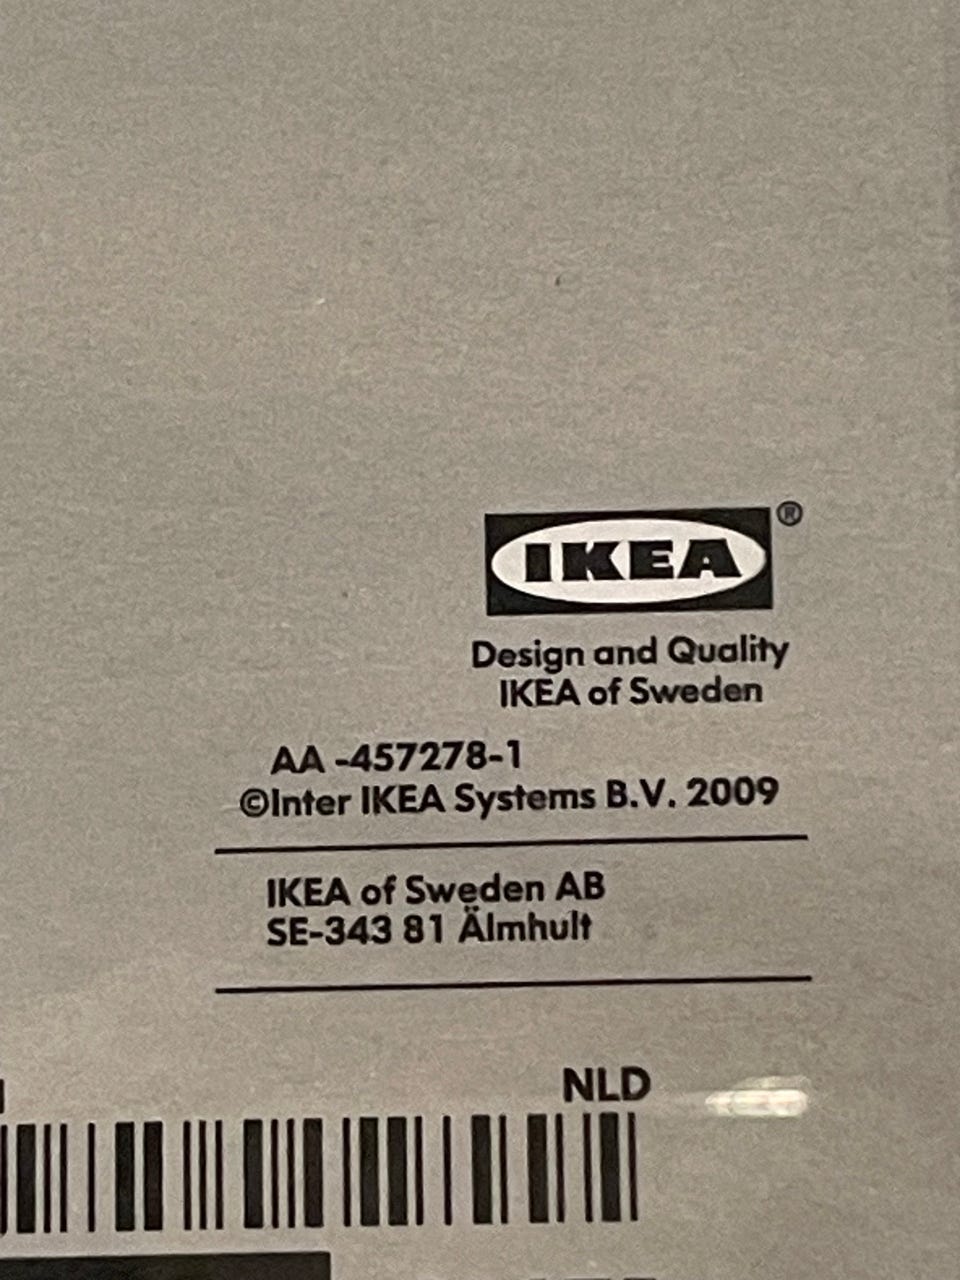 IKEA®
Design and Quality
IKEA of Sweden
AA -457278-1
©Inter IKEA Systems B.V. 2009
IKEA of Sweden AB
SE-343 81 Älmhult
NLD